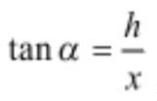 tan α = h/x